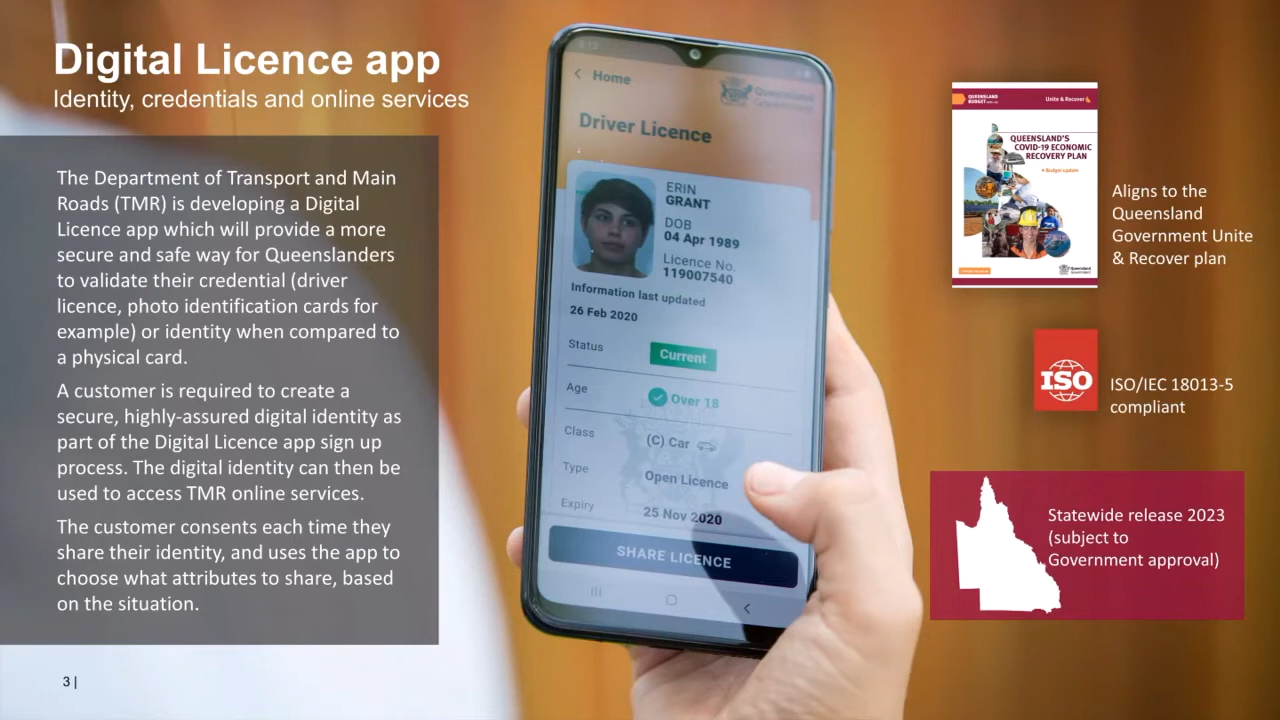 Digital Licence app
Identity, credentials and online services
The Department of Transport and Main
Roads (TMR) is developing a Digital
Licence app which will provide a more
secure and safe way for Queenslanders
to validate their credential (driver
licence, photo identification cards for
example) or identity when compared to
a physical card.
A customer is required to create a
secure, highly-assured digital identity as
part of the Digital Licence app sign up
process. The digital identity can then be
used to access TMR online services.
The customer consents each time they
share their identity, and uses the app to
choose what attributes to share, based
on the situation.
3 |
Home
Queensland
Government
Driver Licence
ERIN
GRANT
DOB
04 Apr 1989
Licence No.
119007540
Information last updated
26 Feb 2020
Status
Current
Age
Over 18
Class
(C) Car
Type
Open Licence
Expiry
25 Nov 2020
SHARE LICENCE
QUEENSLAND
BUDGET
Unite & Recover
QUEENSLAND'S
COVID-19 ECONOMIC
RECOVERY PLAN
Budget update
Queensland
Government
Aligns to the
Queensland
Government Unite
& Recover plan
ISO
ISO/IEC 18013-5
compliant
Statewide release 2023
(subject to
Government approval)